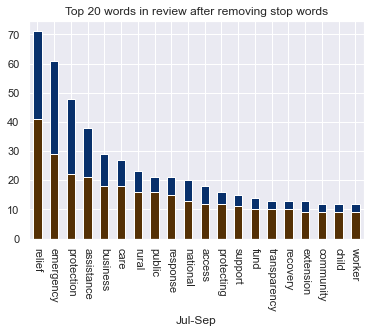 Top 20 words in review after removing stop words
70
60
50
40
30
20
10
0
relief
emergency
protection
assistance
business
care
rural
public
response
national
access
protecting
support
fund
transparency
recovery
extension
community
child
worker
Jul-Sep